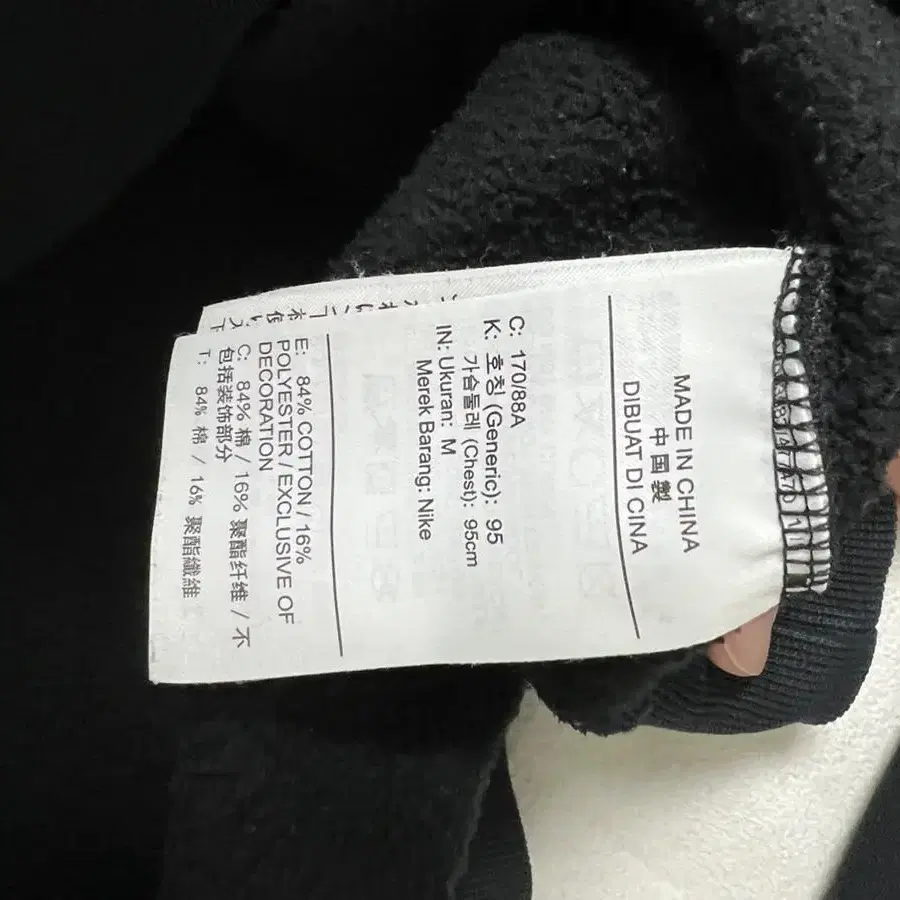 MADE IN CHINA
中国製
DIBUAT DI CINA
C: 170/88A
K: 호칭 (Generic): 95
가슴둘레 (Chest): 95cm
IN: Ukuran: M
Merek Barang: Nike
E: 84% COTTON / 16%
POLYESTER / EXCLUSIVE OF
DECORATION
C: 84% 棉 / 16% 聚酯纤维 / 不
包括装饰部分
T: 84% 棉 / 16% 聚酯纖維